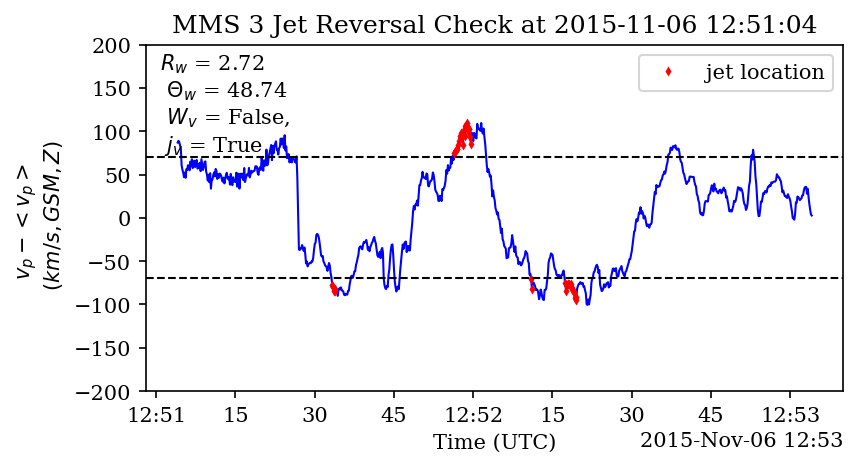 MMS 3 Jet Reversal Check at 2015-11-06 12:51:04
R_w = 2.72
Θ_w = 48.74
W_v = False,
j_v = True
jet location
200
150
100
50
0
−50
−100
−150
−200
v_p − < v_p >
(km/s, GSM, Z)
12:51 15 30 45 12:52 15 30 45 12:53
Time (UTC)
2015-Nov-06 12:53